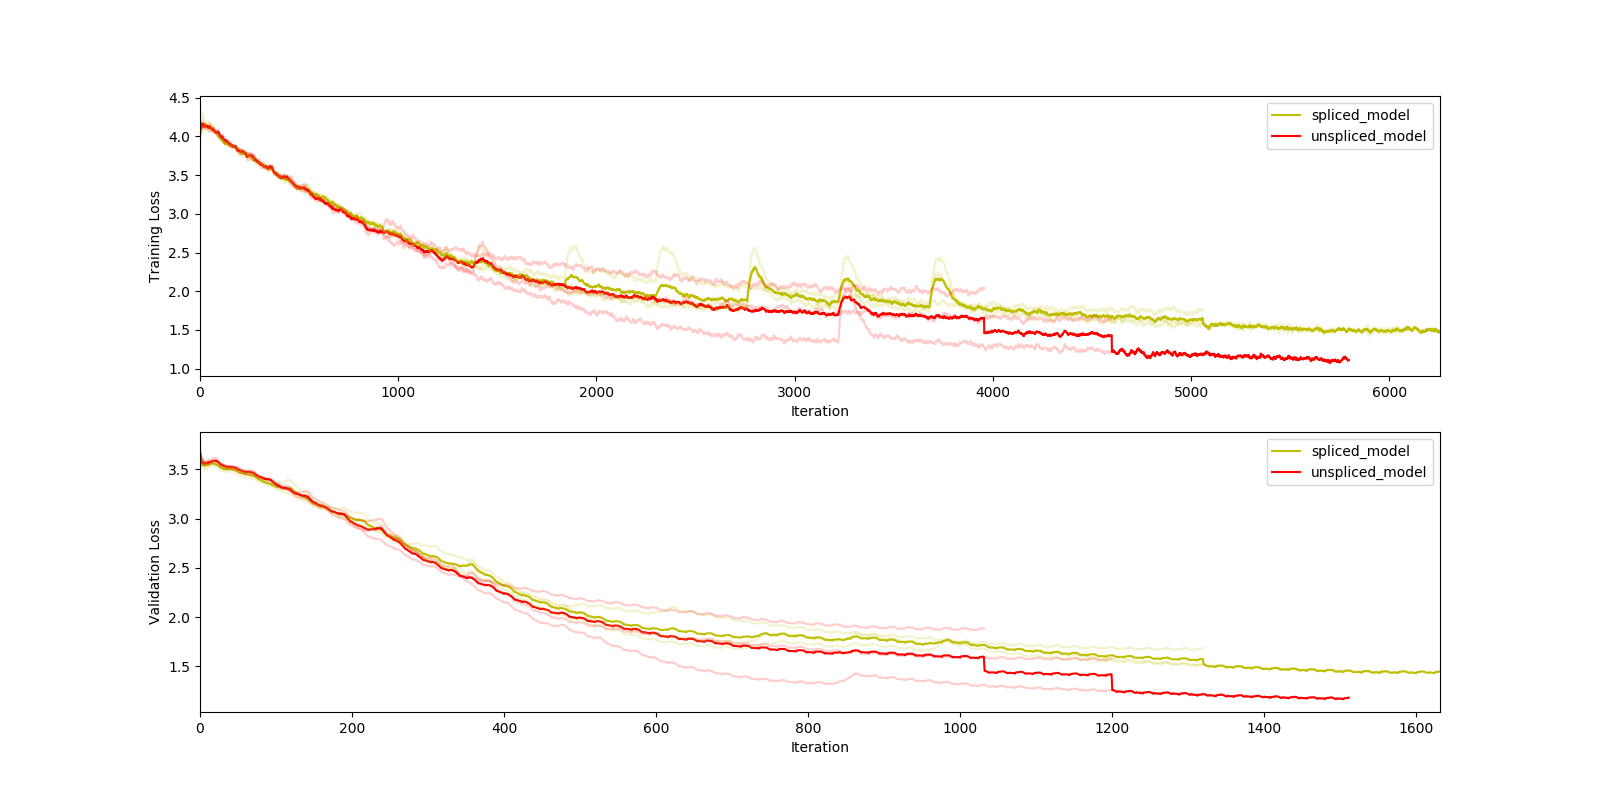 4.5
4.0
3.5
3.0
2.5
2.0
1.5
1.0
Training Loss
spliced_model
unspliced_model
0 1000 2000 3000 4000 5000 6000
Iteration
3.5
3.0
2.5
2.0
1.5
Validation Loss
spliced_model
unspliced_model
0 200 400 600 800 1000 1200 1400 1600
Iteration